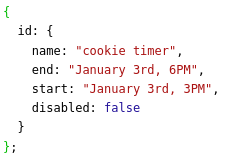 {
  id: {
    name: "cookie timer",
    end: "January 3rd, 6PM",
    start: "January 3rd, 3PM",
    disabled: false
  }
};